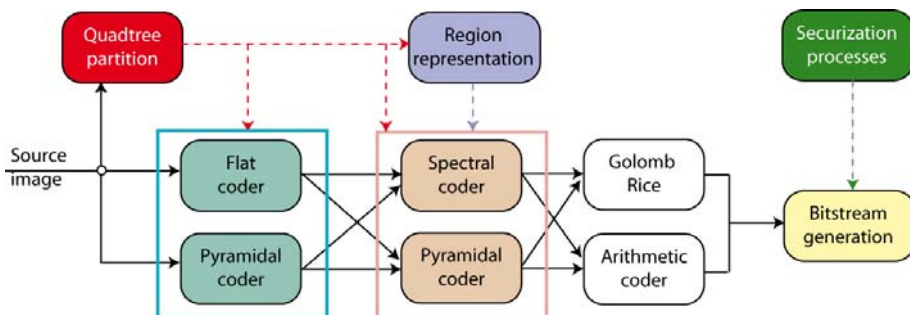 Quadtree
partition
Region
representation
Securization
processes
Source
image
Flat
coder
Spectral
coder
Golomb
Rice
Pyramidal
coder
Pyramidal
coder
Arithmetic
coder
Bitstream
generation